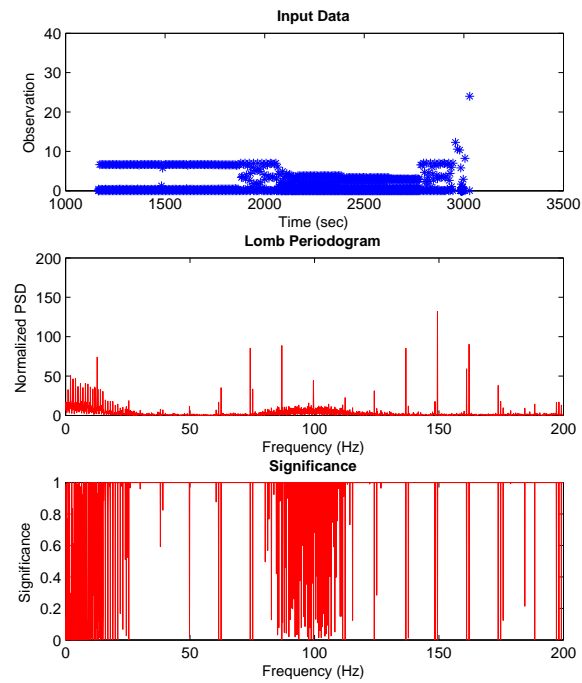 Input Data
Observation
40
30
20
10
0
1000 1500 2000 2500 3000 3500
Time (sec)
Lomb Periodogram
Normalized PSD
200
150
100
50
0
0 50 100 150 200
Frequency (Hz)
Significance
Significance
1
0.8
0.6
0.4
0.2
0
0 50 100 150 200
Frequency (Hz)